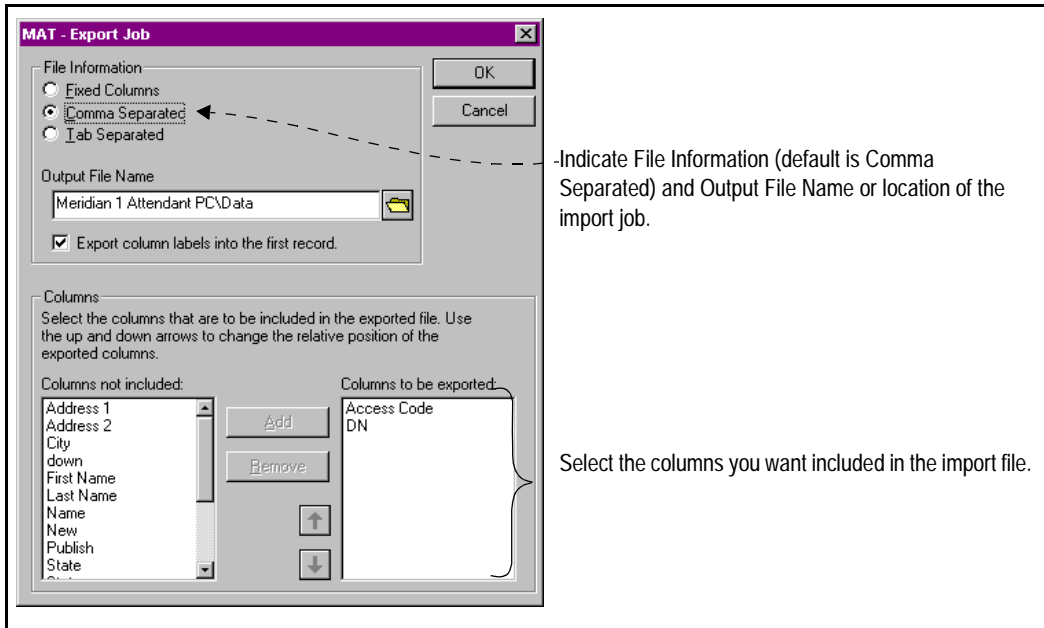 MAT - Export Job
File Information
Fixed Columns
Comma Separated
Tab Separated
OK
Cancel
Output File Name
Meridian 1 Attendant PC\Data
Export column labels into the first record.
-Indicate File Information (default is Comma
Separated) and Output File Name or location of the
import job.
Columns
Select the columns that are to be included in the exported file. Use
the up and down arrows to change the relative position of the
exported columns.
Columns not included:
Address 1
Address 2
City
down
First Name
Last Name
Name
New
Publish
State
Add
Remove
Columns to be exported:
Access Code
DN
Select the columns you want included in the import file.